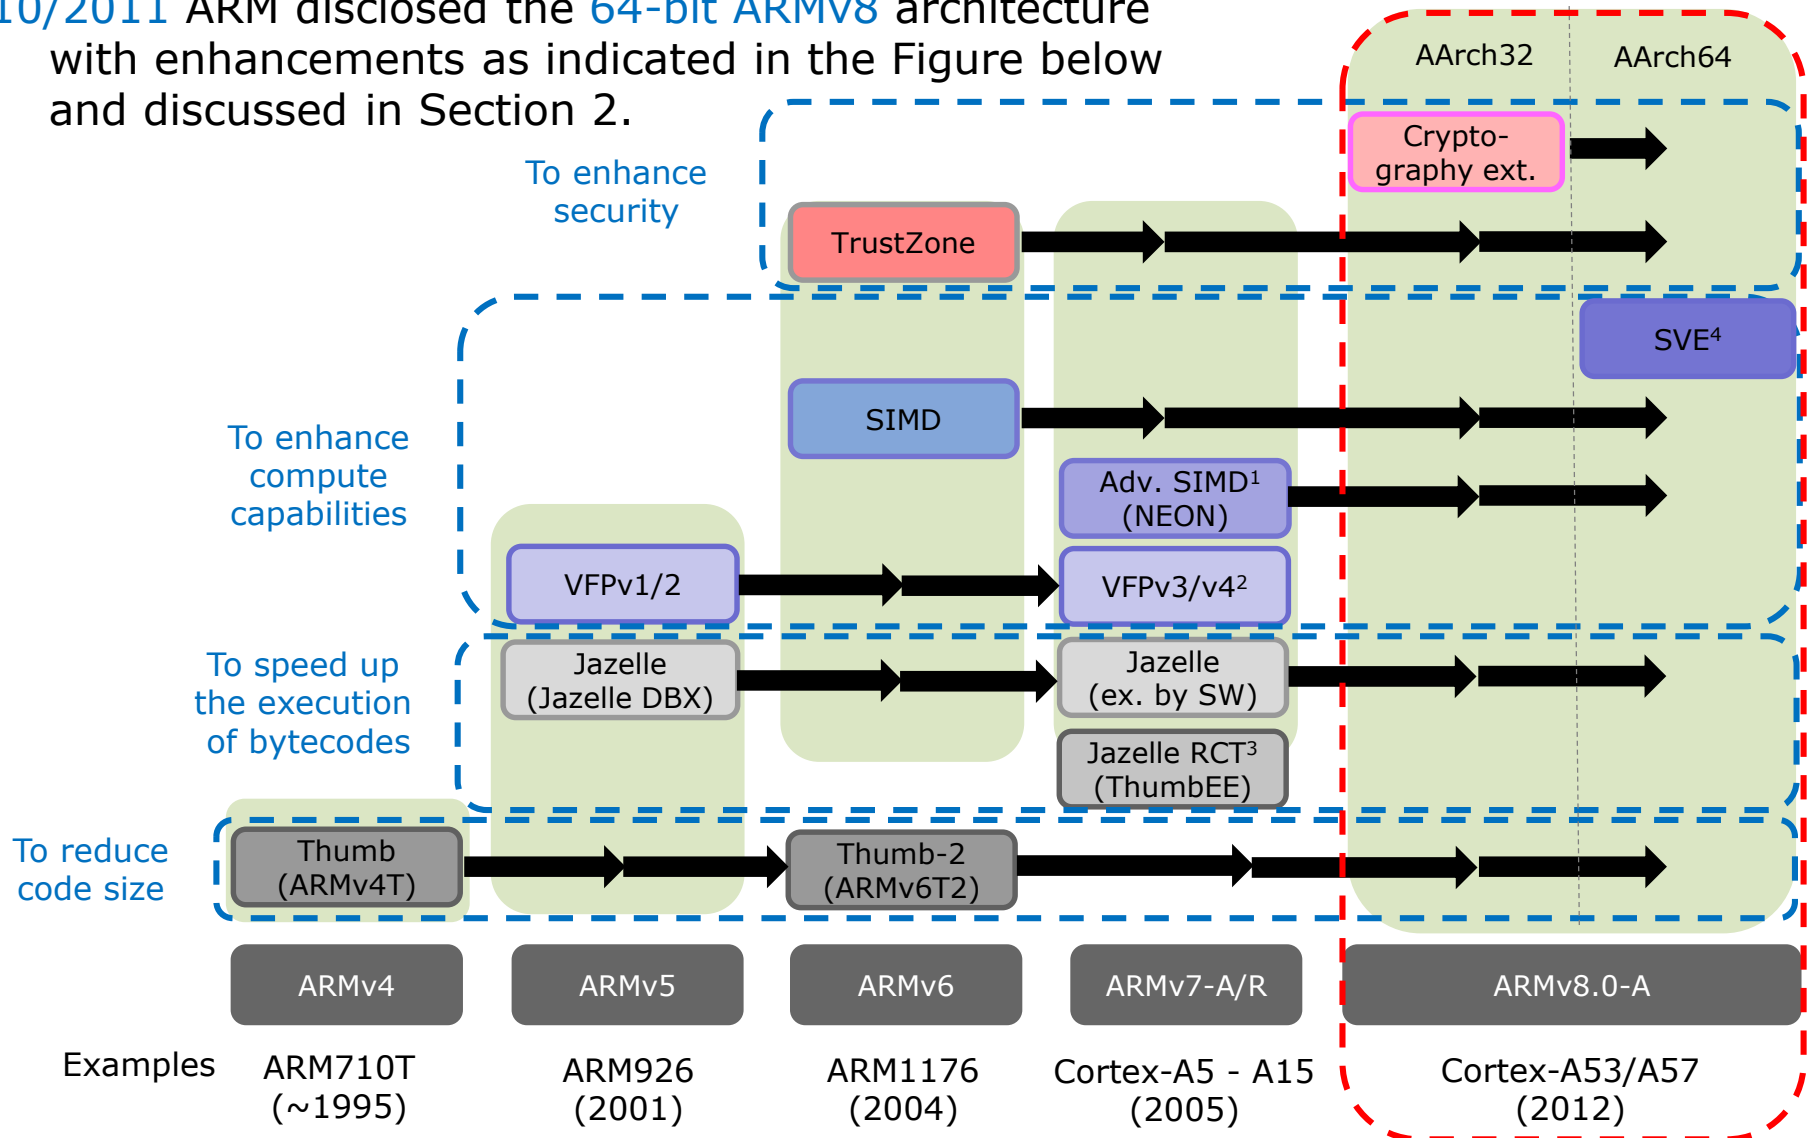 10/2011 ARM disclosed the 64-bit ARMv8 architecture
with enhancements as indicated in the Figure below
and discussed in Section 2.
AArch32 AArch64
To enhance
security
Crypto-
graphy ext.
TrustZone
To enhance
compute
capabilities
SVE⁴
SIMD
Adv. SIMD¹
(NEON)
VFPv1/2
VFPv3/v4²
To speed up
the execution
of bytecodes
Jazelle
(Jazelle DBX)
Jazelle
(ex. by SW)
Jazelle RCT³
(ThumbEE)
To reduce
code size
Thumb
(ARMv4T)
Thumb-2
(ARMv6T2)
ARMv4 ARMv5 ARMv6 ARMv7-A/R ARMv8.0-A
Examples ARM710T ARM926 ARM1176 Cortex-A5 - A15 Cortex-A53/A57
(~1995) (2001) (2004) (2005) (2012)